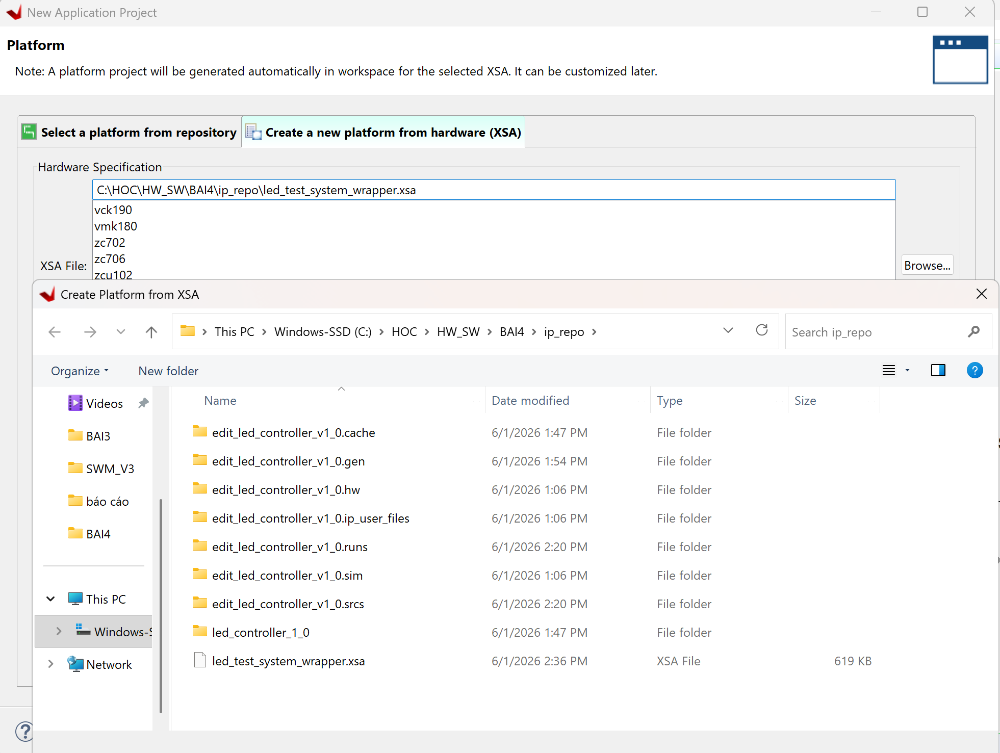 New Application Project
Platform
Note: A platform project will be generated automatically in workspace for the selected XSA. It can be customized later.
Select a platform from repository
Create a new platform from hardware (XSA)
Hardware Specification
C:\HOC\HW_SW\BAI4\ip_repo\led_test_system_wrapper.xsa
vck190
vmk180
zc702
zc706
XSA File:
Browse...
zcu102
Create Platform from XSA
This PC > Windows-SSD (C:) > HOC > HW_SW > BAI4 > ip_repo >
Search ip_repo
Organize
New folder
Name Date modified Type Size
Videos
BAI3
SWM_V3
báo cáo
BAI4
This PC
Windows-S
Network
edit_led_controller_v1_0.cache 6/1/2026 1:47 PM File folder
edit_led_controller_v1_0.gen 6/1/2026 1:54 PM File folder
edit_led_controller_v1_0.hw 6/1/2026 1:06 PM File folder
edit_led_controller_v1_0.ip_user_files 6/1/2026 1:06 PM File folder
edit_led_controller_v1_0.runs 6/1/2026 2:20 PM File folder
edit_led_controller_v1_0.sim 6/1/2026 1:06 PM File folder
edit_led_controller_v1_0.srcs 6/1/2026 2:20 PM File folder
led_controller_1_0 6/1/2026 1:47 PM File folder
led_test_system_wrapper.xsa 6/1/2026 2:36 PM XSA File 619 KB